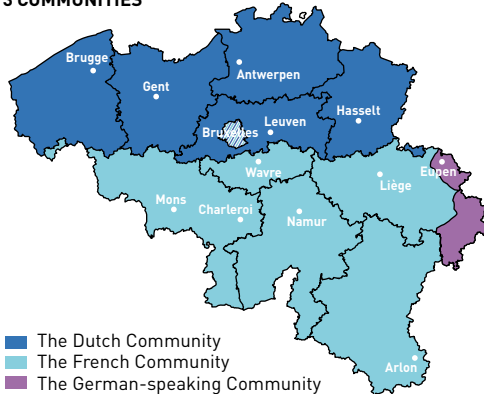 3 COMMUNITIES
Brugge
Gent
Antwerpen
Bruxelles
Leuven
Hasselt
Wavre
Liège
Eupen
Mons
Charleroi
Namur
Arlon
The Dutch Community
The French Community
The German-speaking Community